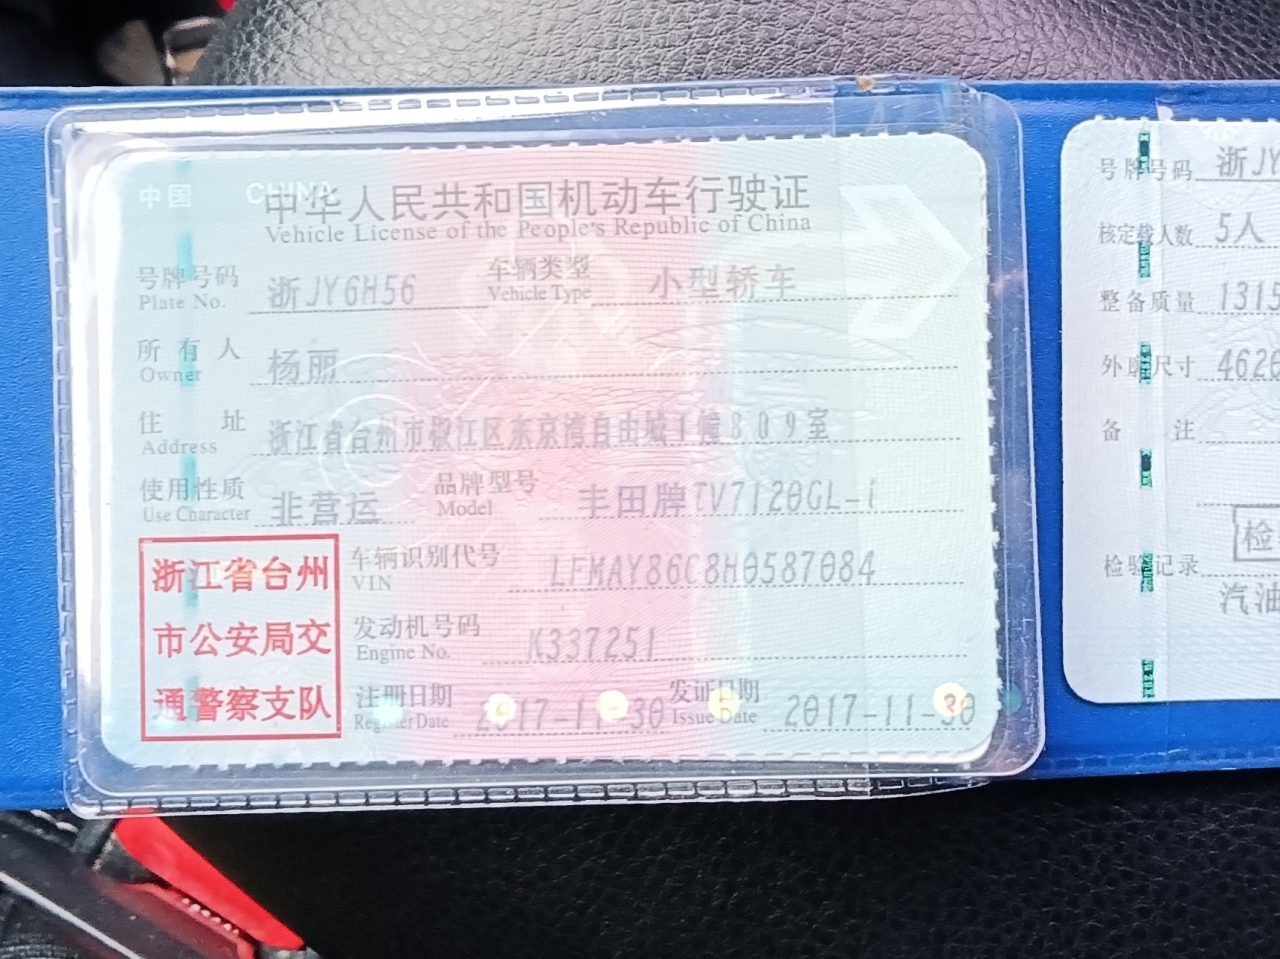 中国 CHINA
中华人民共和国机动车行驶证
Vehicle License of the People's Republic of China
号牌号码 浙JY6H56 车辆类型 小型轿车
Plate No. Vehicle Type
所有人 杨丽
Owner
住址 浙江省台州市椒江区东京湾自由城1幢809室
Address
使用性质 非营运 品牌型号 丰田牌TV7120GL-i
Use Character Model
浙江省台州
市公安局交
通警察支队
车辆识别代号 LFMAY86C8H0587084
VIN
发动机号码 K337251
Engine No.
注册日期 2017-11-30 发证日期 2017-11-30
Register Date Issue Date
号牌号码 浙JY
核定载人数 5人
整备质量 1315
外廓尺寸 4620
备注
检验记录
检
汽油